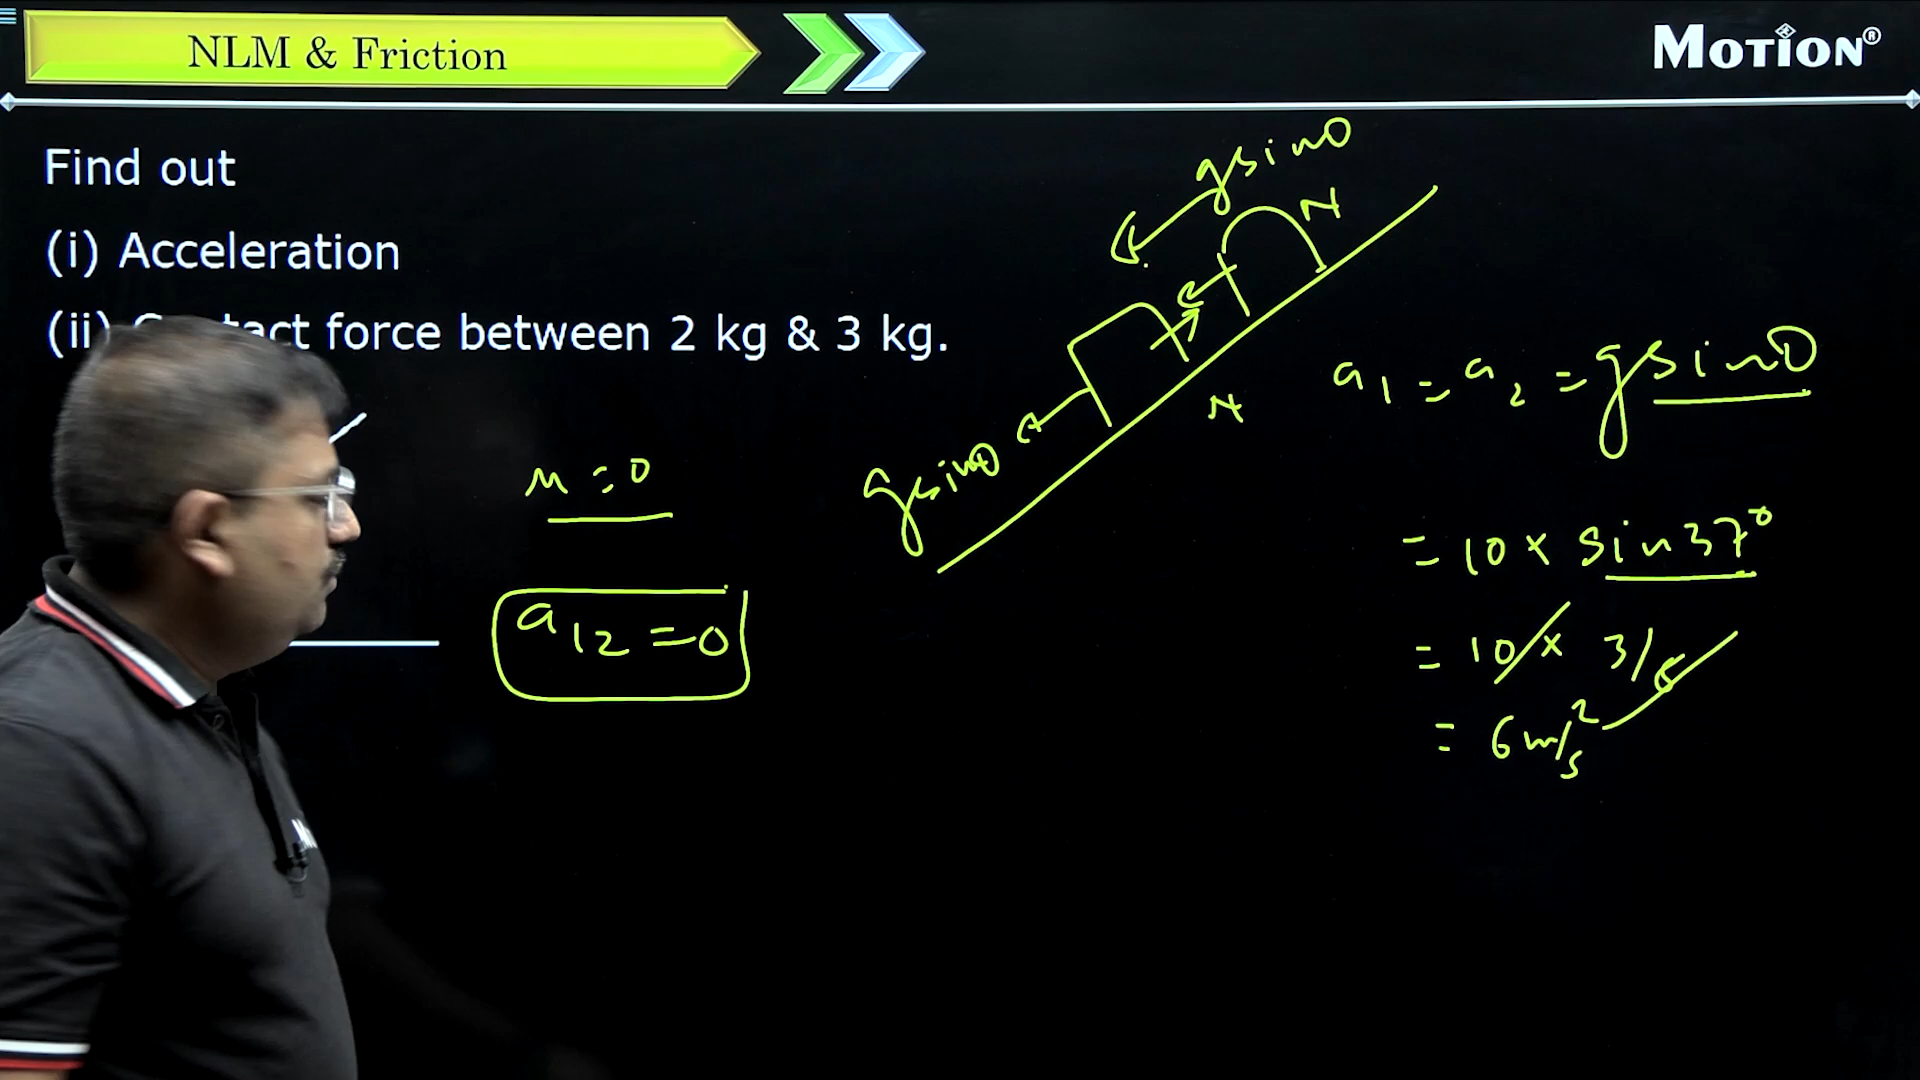 NLM & Friction
MOTION®
Find out
(i) Acceleration
(ii) force between 2 kg & 3 kg.
gsinθ
N
N
gsinθ
a₁ = a₂ = gsinθ
μ = 0
= 10 × sin37°
a₁₂ = 0
= 10 × 3/5
= 6 m/s²